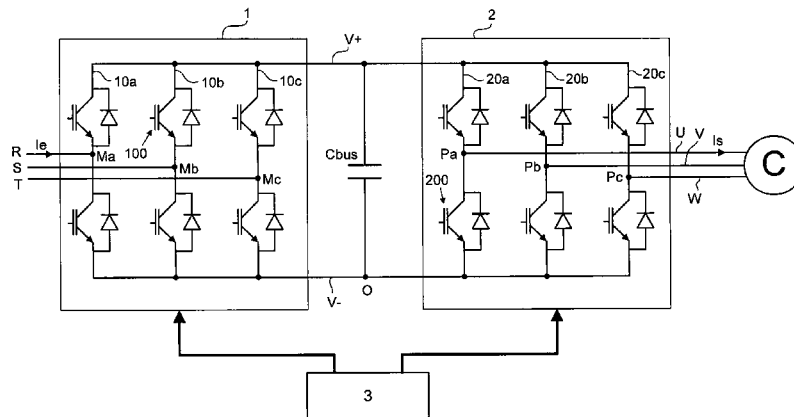 1
2
V+
10a
10b
10c
20a
20b
20c
100
Cbus
R
Ie
Ma
S
Mb
T
Mc
Pa
U
V
Is
Pb
C
Pc
W
200
V-
O
3